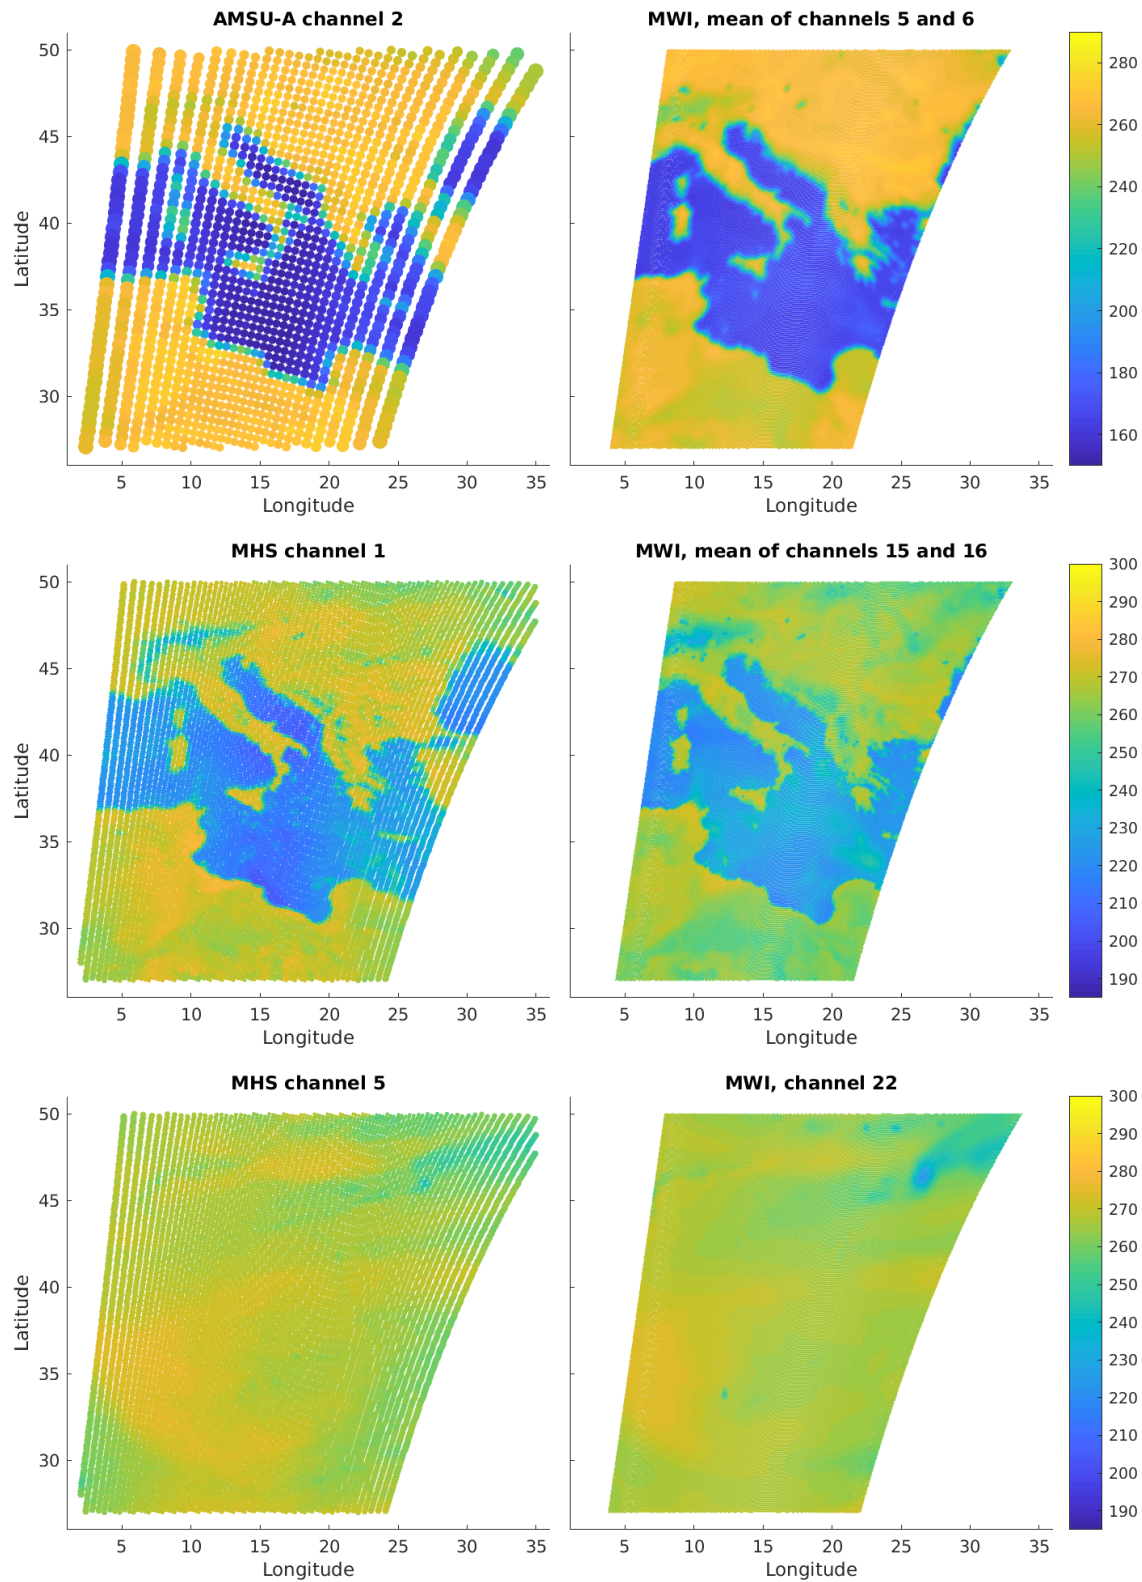 AMSU-A channel 2
MWI, mean of channels 5 and 6
50
45
40
35
30
Latitude
5 10 15 20 25 30 35
Longitude
5 10 15 20 25 30 35
Longitude
280
260
240
220
200
180
160
MHS channel 1
MWI, mean of channels 15 and 16
50
45
40
35
30
Latitude
5 10 15 20 25 30 35
Longitude
5 10 15 20 25 30 35
Longitude
300
290
280
270
260
250
240
230
220
210
200
190
MHS channel 5
MWI, channel 22
50
45
40
35
30
Latitude
5 10 15 20 25 30 35
Longitude
5 10 15 20 25 30 35
Longitude
300
290
280
270
260
250
240
230
220
210
200
190